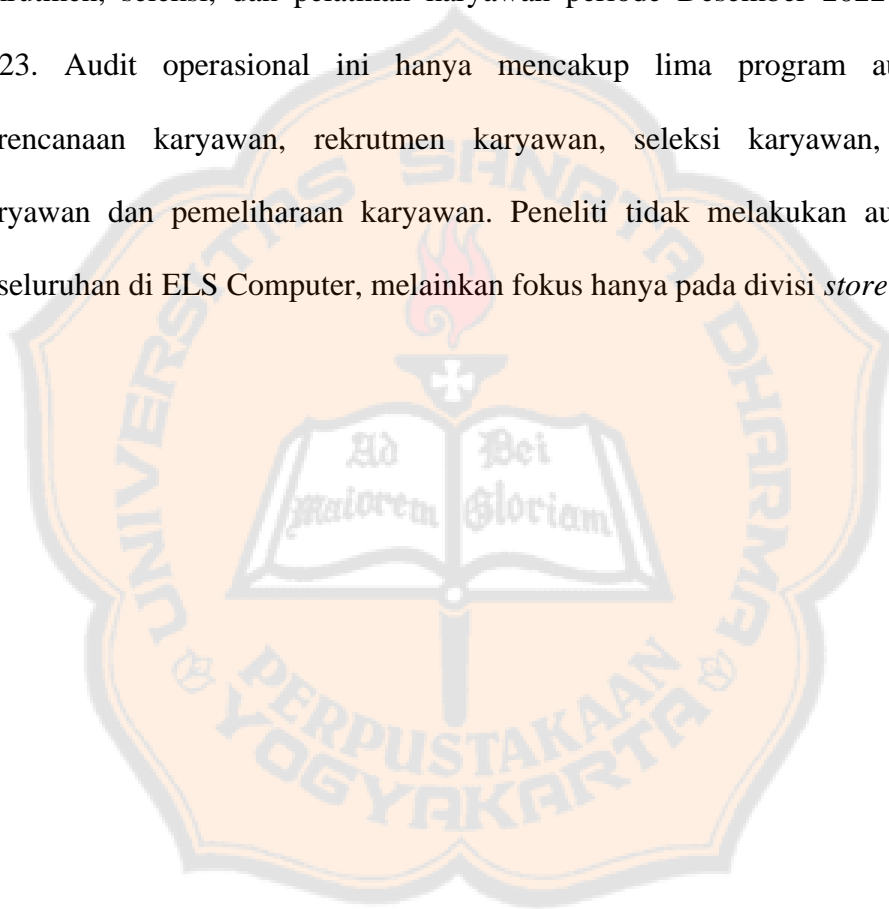 dan pelatihan karyawan periode Desember 2022
23. Audit operasional ini hanya mencakup lima program au
rencanaan karyawan, rekrutmen karyawan, seleksi karyawan,
ryawan dan pemeliharaan karyawan. Peneliti tidak melakukan au
seluruhan di ELS Computer, melainkan fokus hanya pada divisi store
UNIVERSITAS SANATA DHARMA
Ad Maiorem
Dei Gloriam
PERPUSTAKAAN
YOGYAKARTA